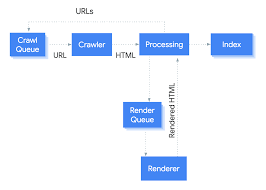 URLs
Crawl
Queue
Crawler
Processing
Index
URL
HTML
Render
Queue
Rendered HTML
Renderer